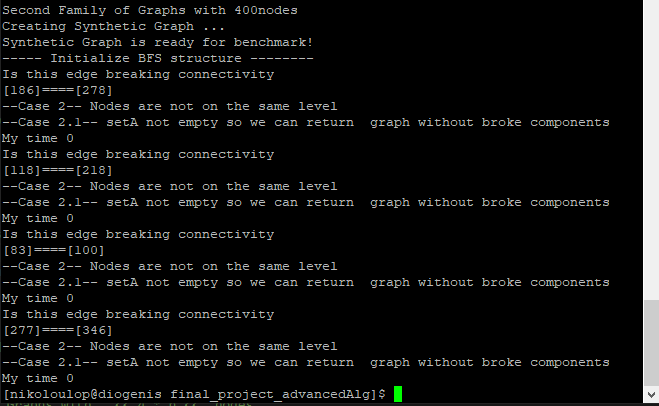 Second Family of Graphs with 400nodes
Creating Synthetic Graph ...
Synthetic Graph is ready for benchmark!
----- Initialize BFS structure --------
Is this edge breaking connectivity
[186]====[278]
--Case 2-- Nodes are not on the same level
--Case 2.1-- setA not empty so we can return  graph without broke components
My time 0
Is this edge breaking connectivity
[118]====[218]
--Case 2-- Nodes are not on the same level
--Case 2.1-- setA not empty so we can return  graph without broke components
My time 0
Is this edge breaking connectivity
[83]====[100]
--Case 2-- Nodes are not on the same level
--Case 2.1-- setA not empty so we can return  graph without broke components
My time 0
Is this edge breaking connectivity
[277]====[346]
--Case 2-- Nodes are not on the same level
--Case 2.1-- setA not empty so we can return  graph without broke components
My time 0
[nikoloulop@diogenis final_project_advancedAlg]$